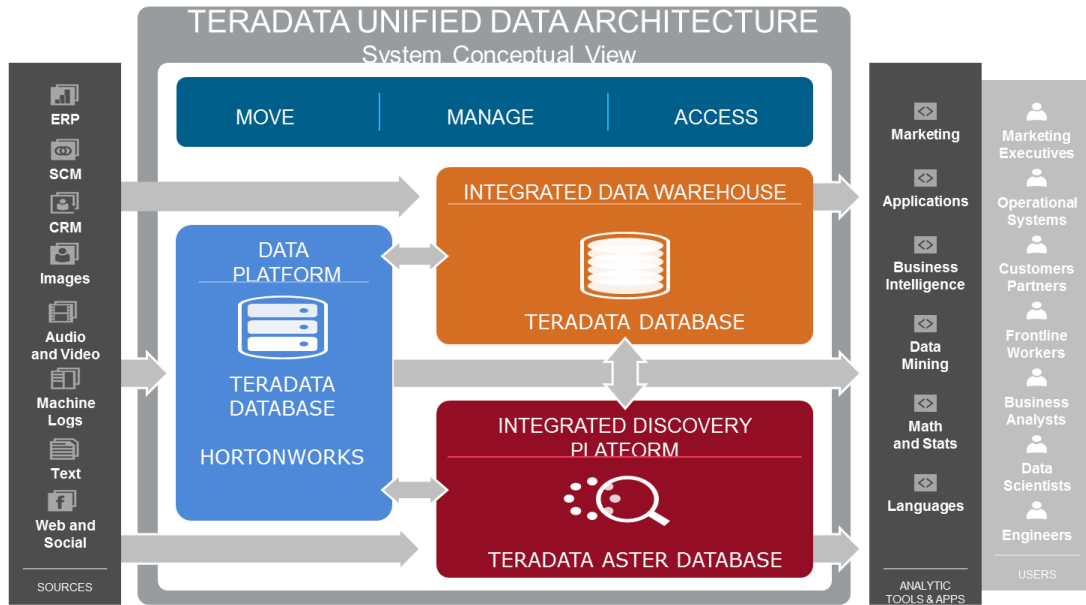 TERADATA UNIFIED DATA ARCHITECTURE
System Conceptual View
MOVE
MANAGE
ACCESS
ERP
SCM
CRM
Images
Audio
and Video
Machine
Logs
Text
Web and
Social
SOURCES
DATA
PLATFORM
TERADATA
DATABASE
HORTONWORKS
INTEGRATED DATA WAREHOUSE
TERADATA DATABASE
INTEGRATED DISCOVERY
PLATFORM
TERADATA ASTER DATABASE
Marketing
Applications
Business
Intelligence
Data
Mining
Math
and Stats
Languages
ANALYTIC
TOOLS & APPS
Marketing
Executives
Operational
Systems
Customers
Partners
Frontline
Workers
Business
Analysts
Data
Scientists
Engineers
USERS